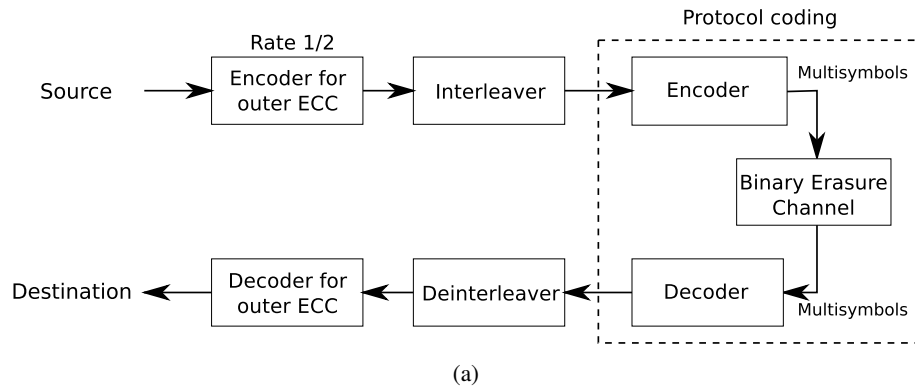 Protocol coding
Rate 1/2
Source
Encoder for
outer ECC
Interleaver
Encoder
Multisymbols
Binary Erasure
Channel
Destination
Decoder for
outer ECC
Deinterleaver
Decoder
Multisymbols
(a)